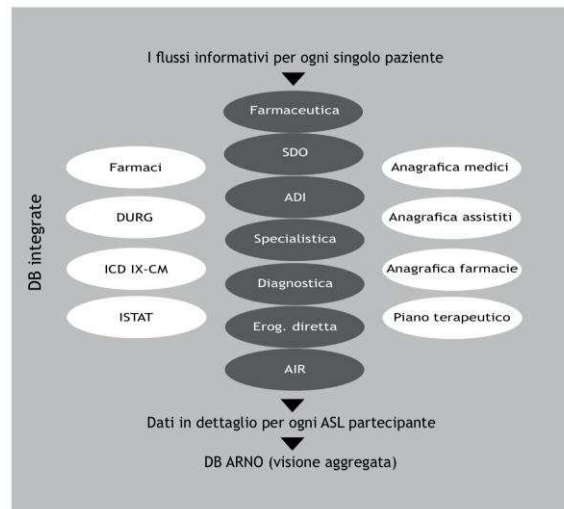 I flussi informativi per ogni singolo paziente
Farmaceutica
SDO
ADI
Specialistica
Diagnostica
Erog. diretta
AIR
DB integrate
Farmaci
DURG
ICD IX-CM
ISTAT
Anagrafica medici
Anagrafica assistiti
Anagrafica farmacie
Piano terapeutico
Dati in dettaglio per ogni ASL partecipante
DB ARNO (visione aggregata)